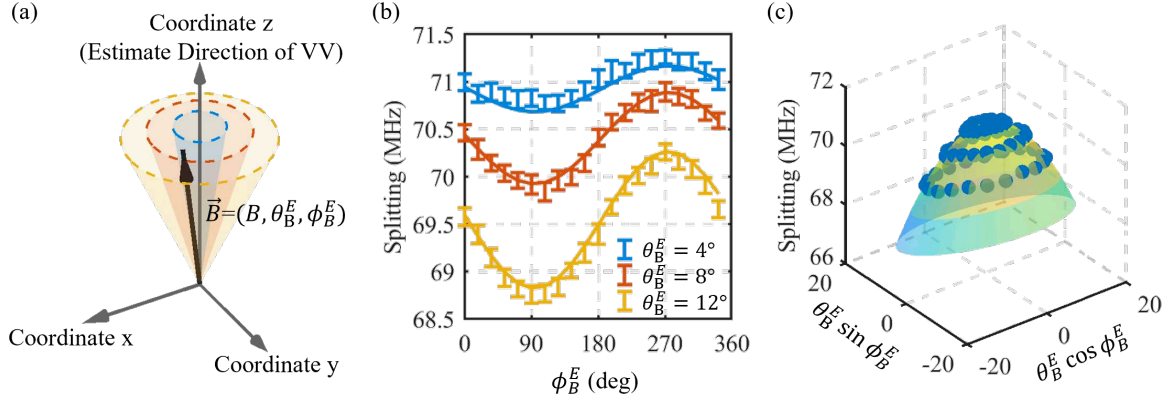 (a)
Coordinate z
(Estimate Direction of VV)
B⃗=(B, θ_B^E, ϕ_B^E)
Coordinate x
Coordinate y
(b)
Splitting (MHz)
71.5
71
70.5
70
69.5
69
68.5
0
90
180
270
360
ϕ_B^E (deg)
θ_B^E = 4°
θ_B^E = 8°
θ_B^E = 12°
(c)
Splitting (MHz)
72
70
68
66
20
0
-20
θ_B^E sin ϕ_B^E
-20
0
20
θ_B^E cos ϕ_B^E